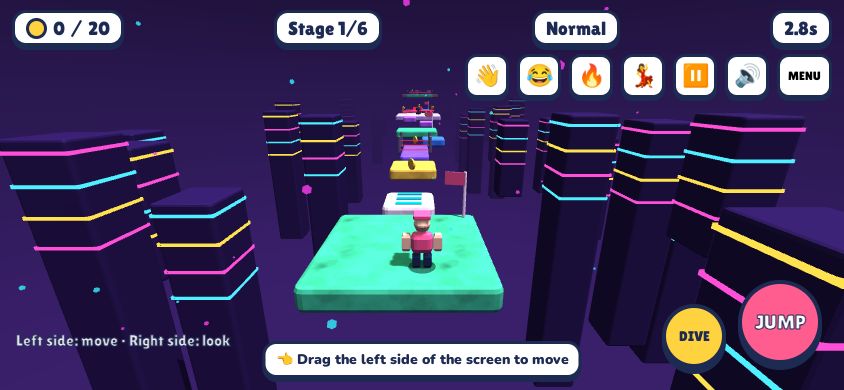 0 / 20
Stage 1/6
Normal
2.8s
MENU
Left side: move · Right side: look
👈 Drag the left side of the screen to move
DIVE
JUMP